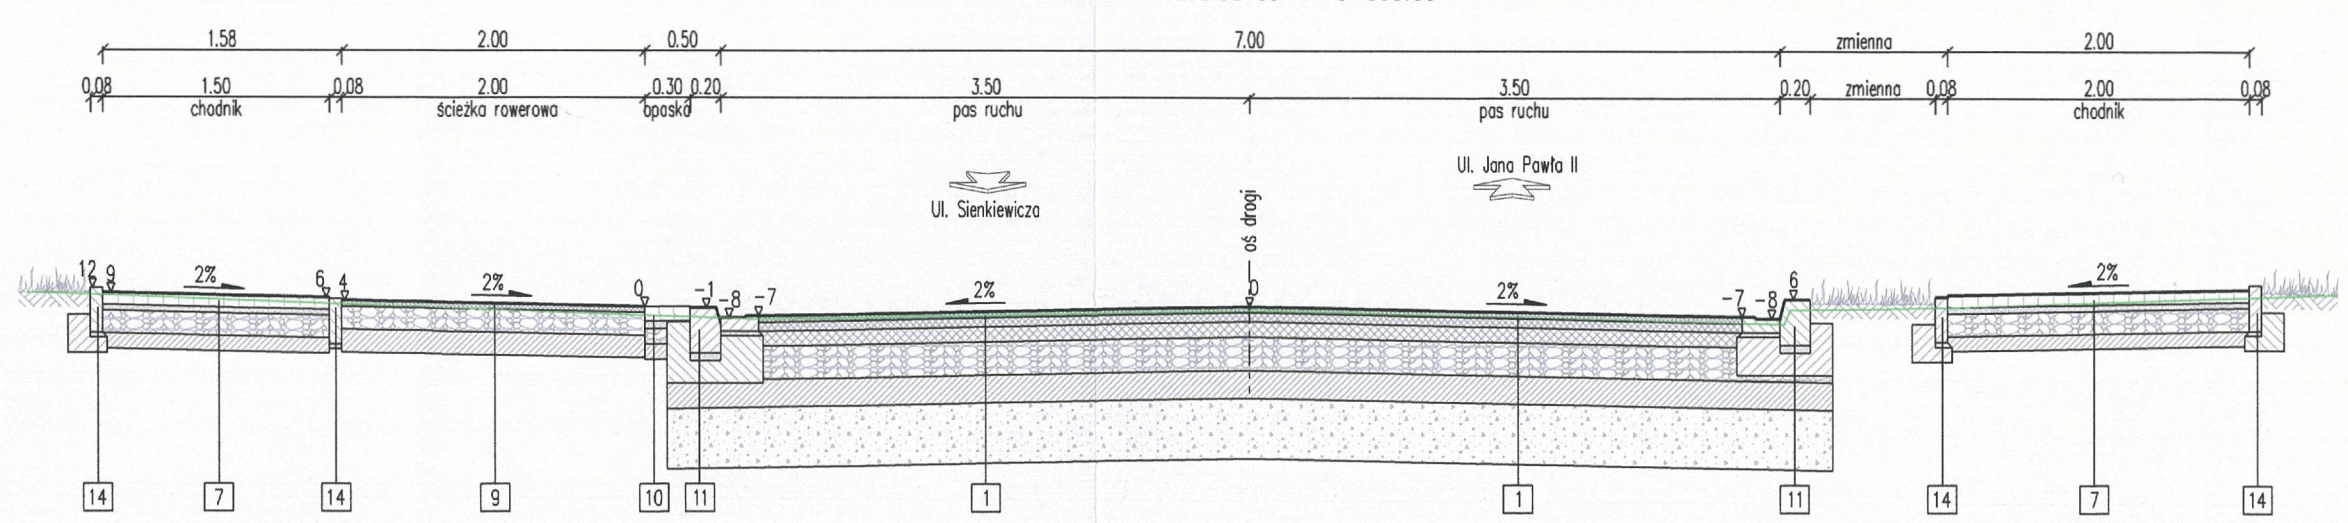 1.58 2.00 0.50 7.00 zmienna 2.00
0.08 1.50 0.08 2.00 0.30 0.20 3.50 3.50 0.20 zmienna 0.08 2.00 0.08
chodnik ścieżka rowerowa opaska pas ruchu pas ruchu chodnik
Ul. Jana Pawła II
Ul. Sienkiewicza
oś drogi
12 9 2% 6 4 2% 0 -1 -8 -7 2% 0 2% -7 -8 6 2%
14 7 14 9 10 11 1 1 11 14 7 14